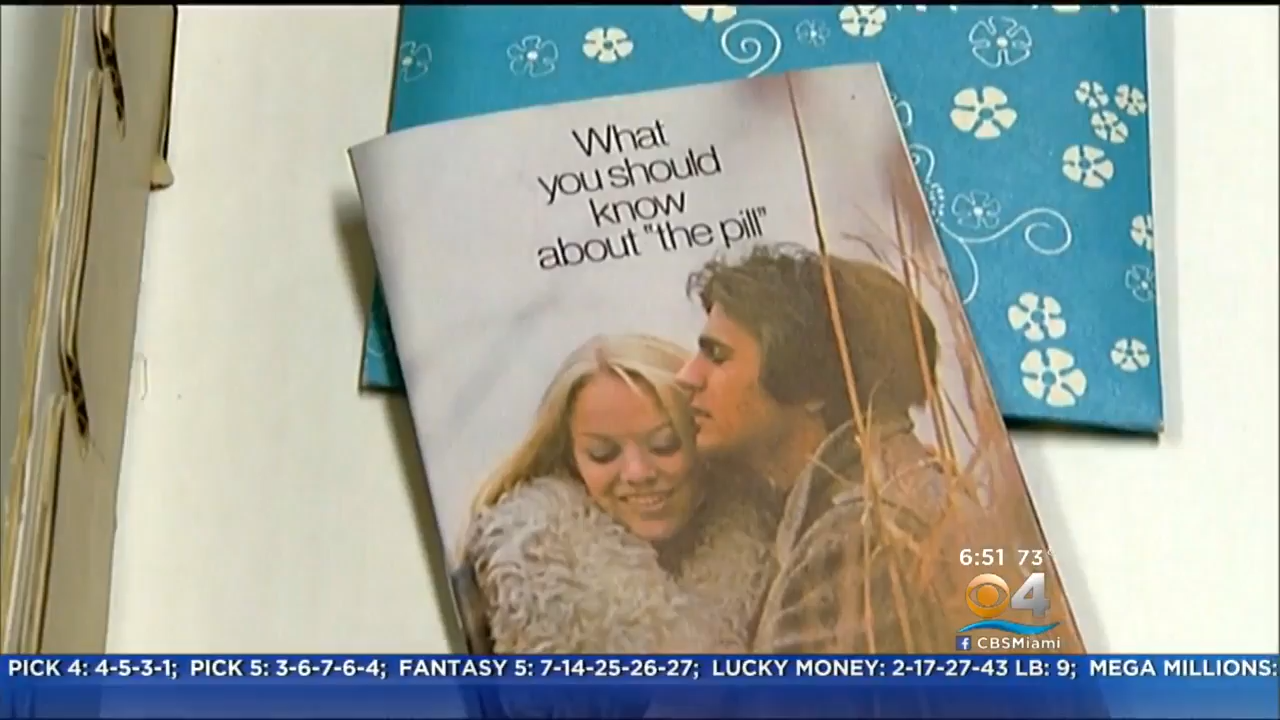 What
you should
know
about "the pill"
6:51 73°
4
CBSMiami
PICK 4: 4-5-3-1; PICK 5: 3-6-7-6-4; FANTASY 5: 7-14-25-26-27; LUCKY MONEY: 2-17-27-43 LB: 9; MEGA MILLIONS: